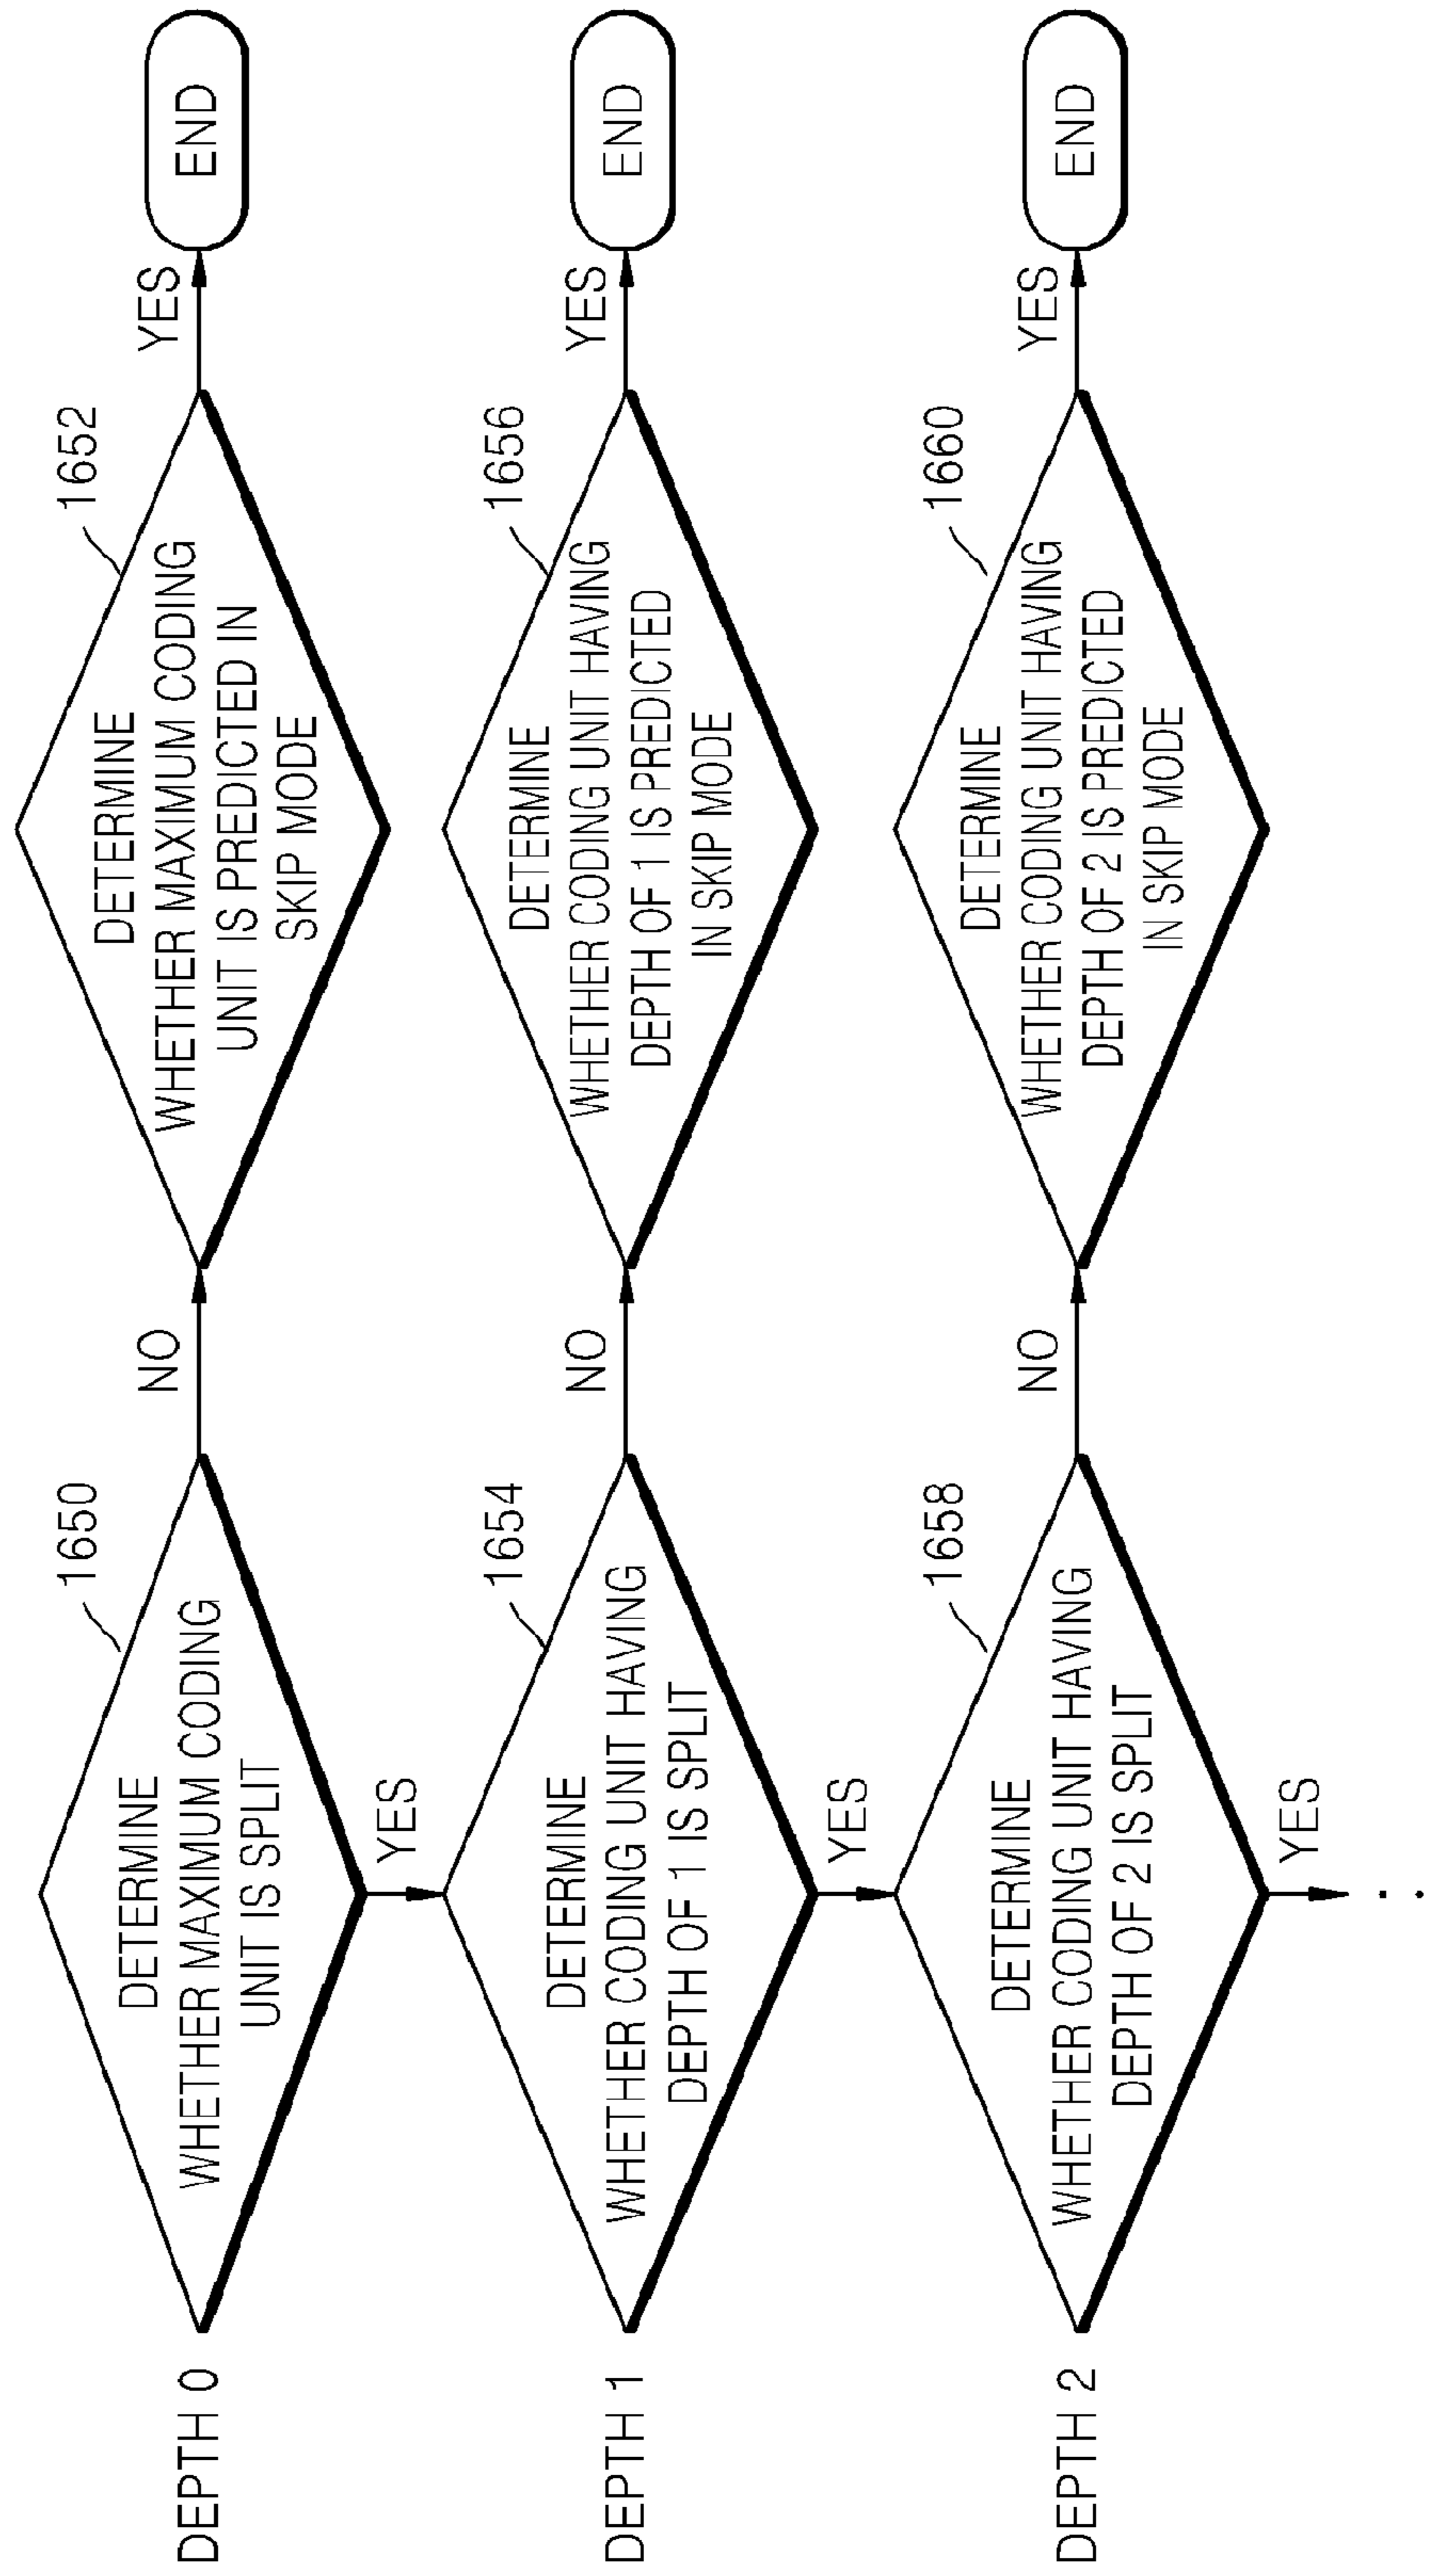 DEPTH 0
1650
DETERMINE
WHETHER MAXIMUM CODING
UNIT IS SPLIT
NO
1652
DETERMINE
WHETHER MAXIMUM CODING
UNIT IS PREDICTED IN
SKIP MODE
YES
END
YES
DEPTH 1
1654
DETERMINE
WHETHER CODING UNIT HAVING
DEPTH OF 1 IS SPLIT
NO
1656
DETERMINE
WHETHER CODING UNIT HAVING
DEPTH OF 1 IS PREDICTED
IN SKIP MODE
YES
END
YES
DEPTH 2
1658
DETERMINE
WHETHER CODING UNIT HAVING
DEPTH OF 2 IS SPLIT
NO
1660
DETERMINE
WHETHER CODING UNIT HAVING
DEPTH OF 2 IS PREDICTED
IN SKIP MODE
YES
END
YES